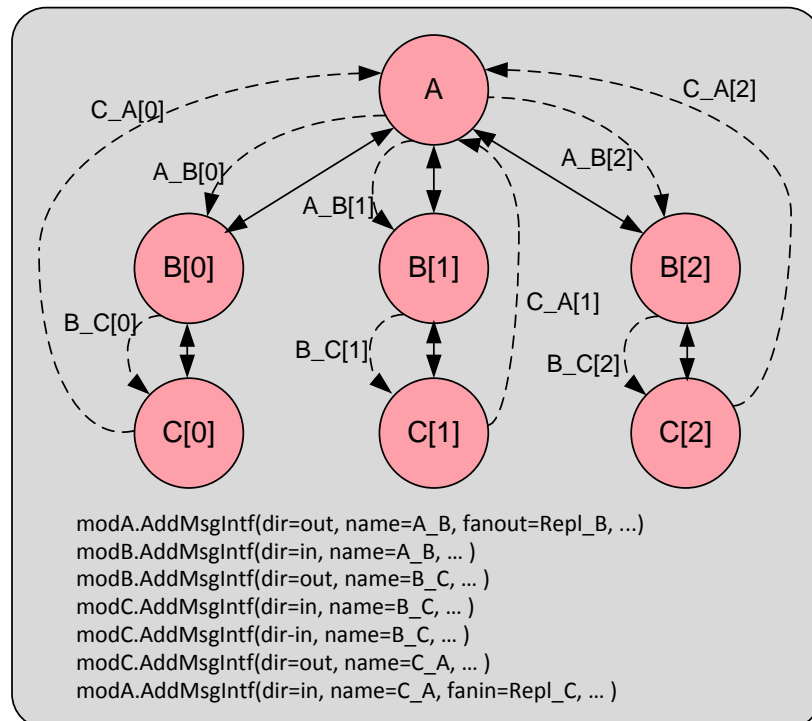 A
C_A[0]
C_A[2]
A_B[0]
A_B[1]
A_B[2]
B[0]
B[1]
B[2]
C_A[1]
B_C[0]
B_C[1]
B_C[2]
C[0]
C[1]
C[2]
modA.AddMsgIntf(dir=out, name=A_B, fanout=Repl_B, ...)
modB.AddMsgIntf(dir=in, name=A_B, ... )
modB.AddMsgIntf(dir=out, name=B_C, ... )
modC.AddMsgIntf(dir=in, name=B_C, ... )
modC.AddMsgIntf(dir-in, name=B_C, ... )
modC.AddMsgIntf(dir=out, name=C_A, ... )
modA.AddMsgIntf(dir=in, name=C_A, fanin=Repl_C, ... )